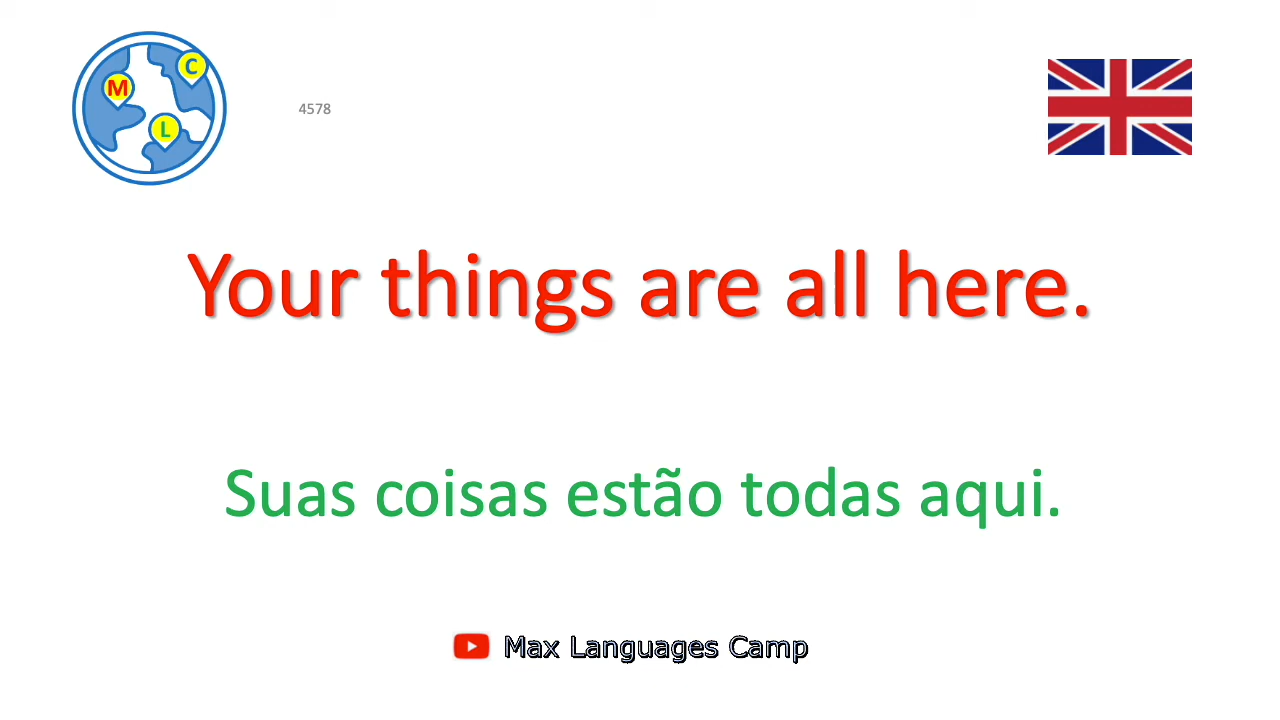 M
C
L
4578
Your things are all here.
Suas coisas estão todas aqui.
Max Languages Camp